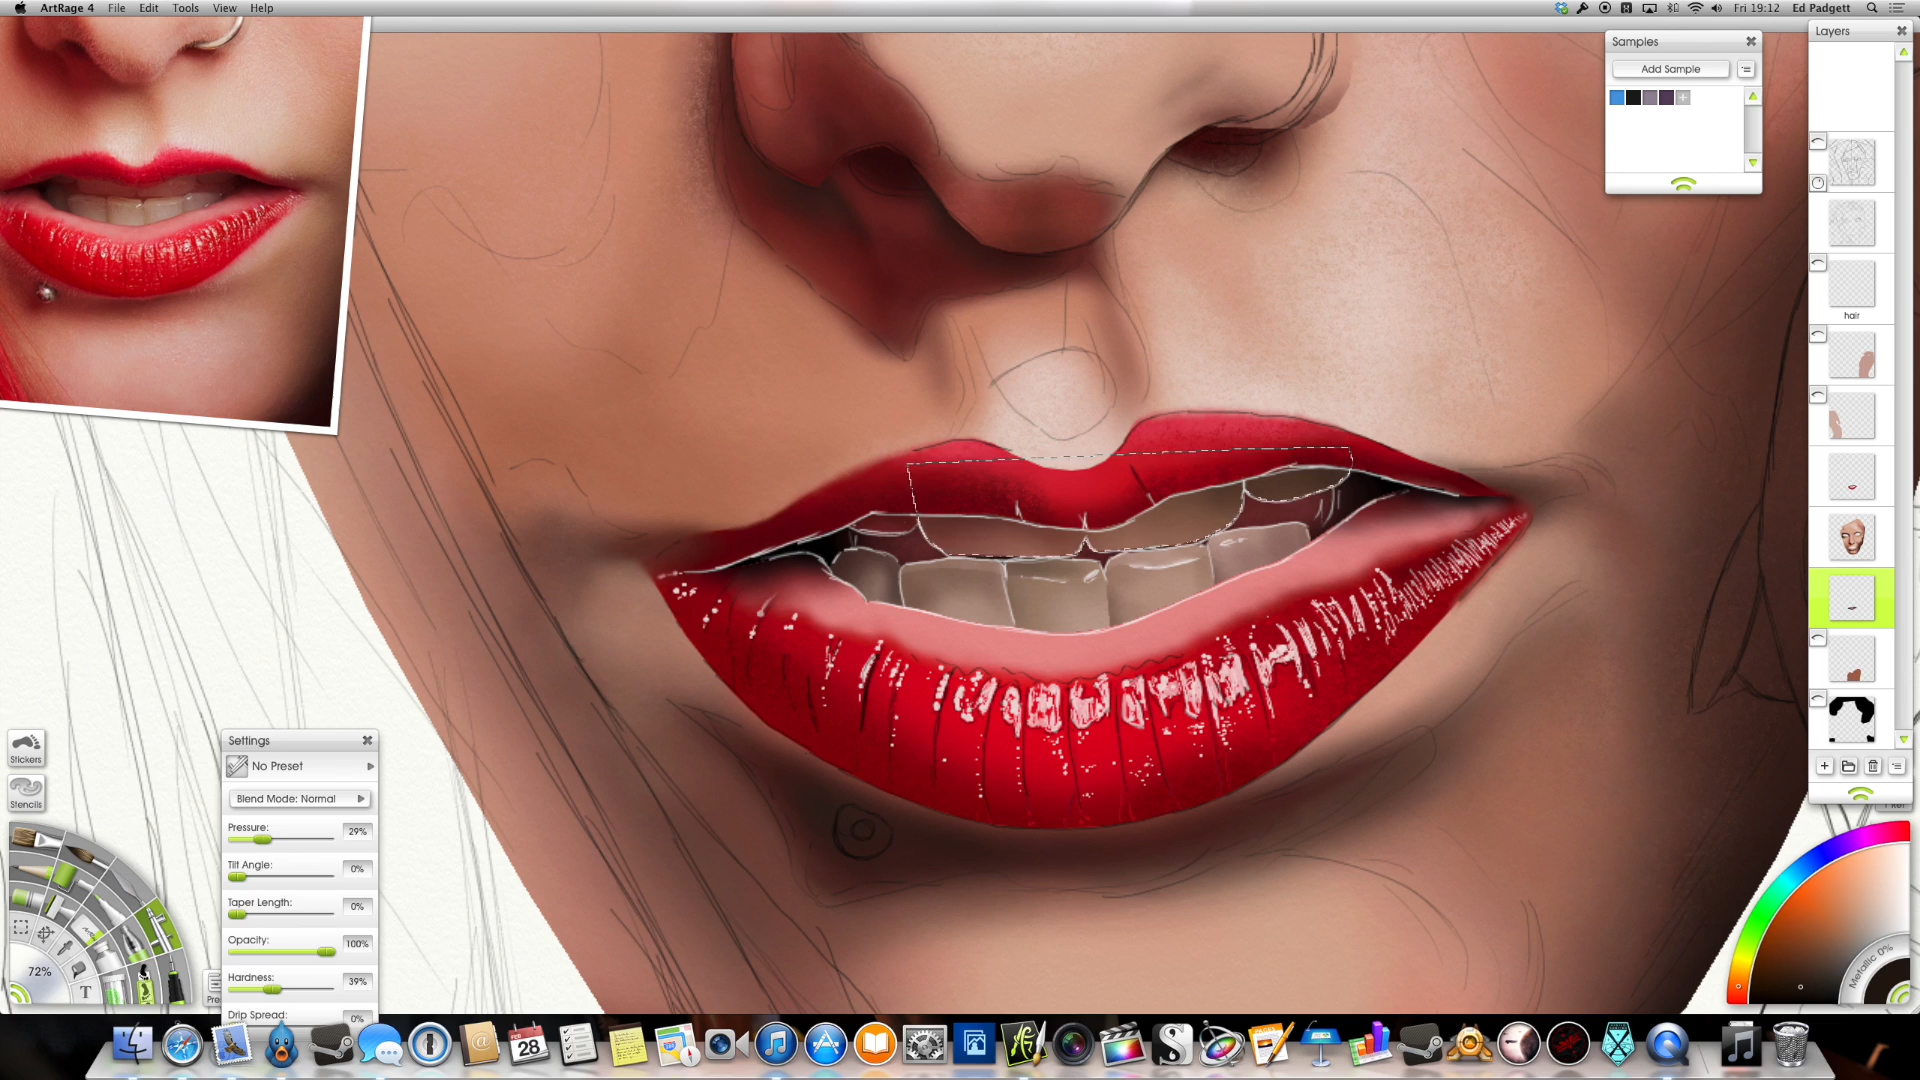 ArtRage 4 File Edit Tools View Help
Fri 19:12 Ed Padgett
Samples
Add Sample
Layers
hair
Stickers
Stencils
72%
T
Settings
No Preset
Blend Mode: Normal
Pressure: 29%
Tilt Angle: 0%
Taper Length: 0%
Opacity: 100%
Hardness: 39%
Drip Spread: 0%
Metallic 0%
28